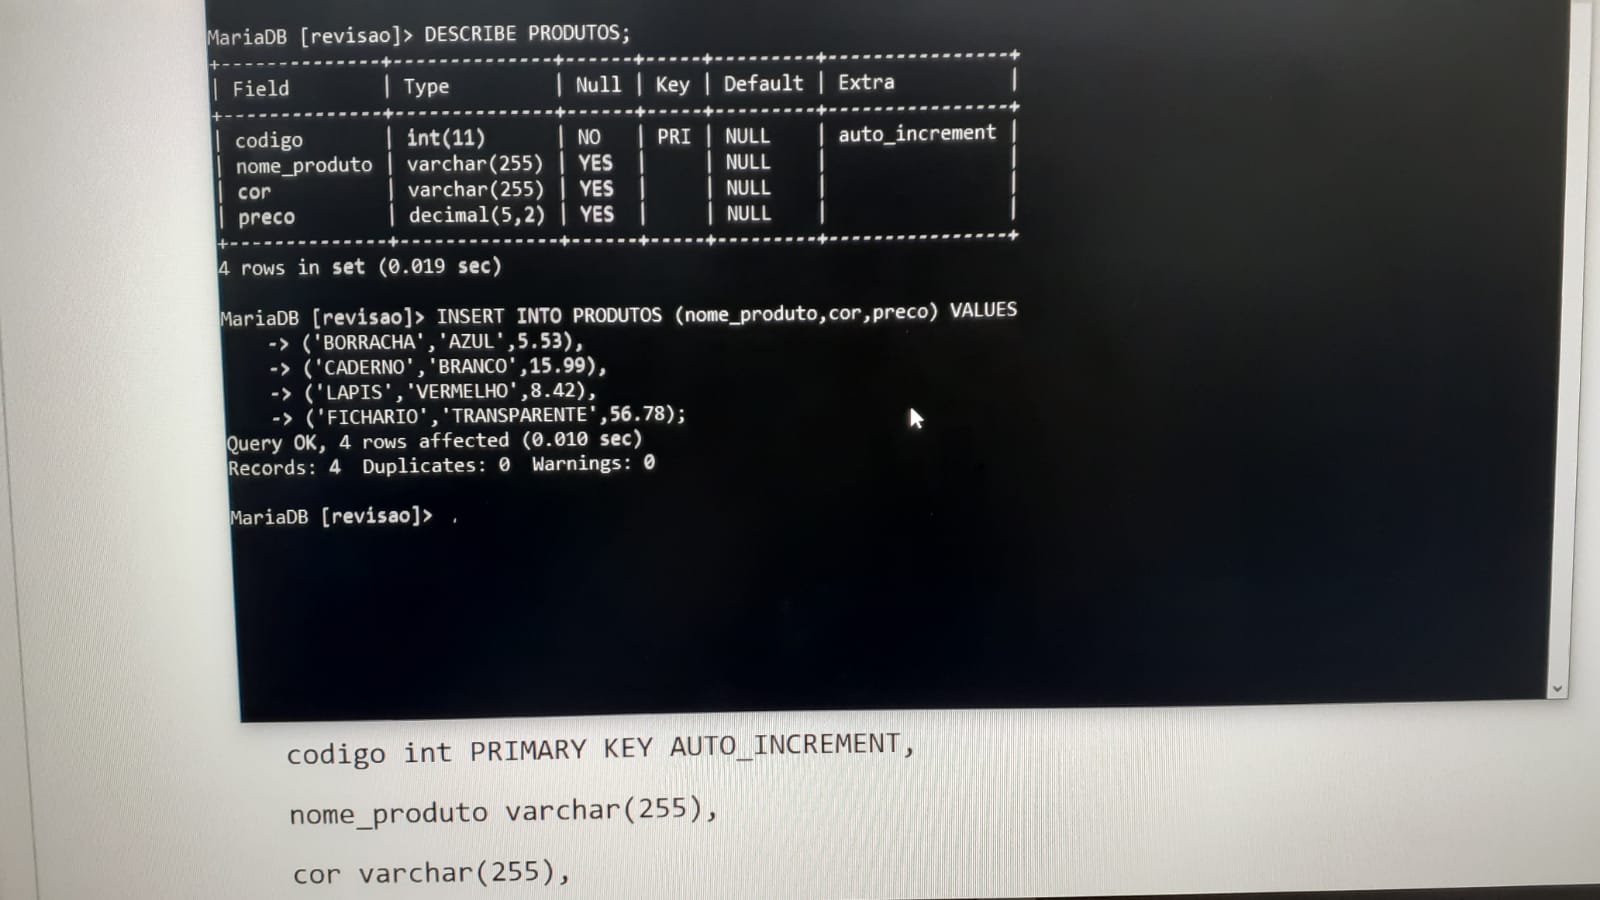 MariaDB [revisao]> DESCRIBE PRODUTOS;
+---------------+--------------+------+-----+---------+----------------+
| Field | Type | Null | Key | Default | Extra |
+---------------+--------------+------+-----+---------+----------------+
| codigo | int(11) | NO | PRI | NULL | auto_increment |
| nome_produto | varchar(255) | YES | | NULL | |
| cor | varchar(255) | YES | | NULL | |
| preco | decimal(5,2) | YES | | NULL | |
+---------------+--------------+------+-----+---------+----------------+
4 rows in set (0.019 sec)
MariaDB [revisao]> INSERT INTO PRODUTOS (nome_produto,cor,preco) VALUES
-> ('BORRACHA','AZUL',5.53),
-> ('CADERNO','BRANCO',15.99),
-> ('LAPIS','VERMELHO',8.42),
-> ('FICHARIO','TRANSPARENTE',56.78);
Query OK, 4 rows affected (0.010 sec)
Records: 4 Duplicates: 0 Warnings: 0
MariaDB [revisao]>
codigo int PRIMARY KEY AUTO_INCREMENT,
nome_produto varchar(255),
cor varchar(255),